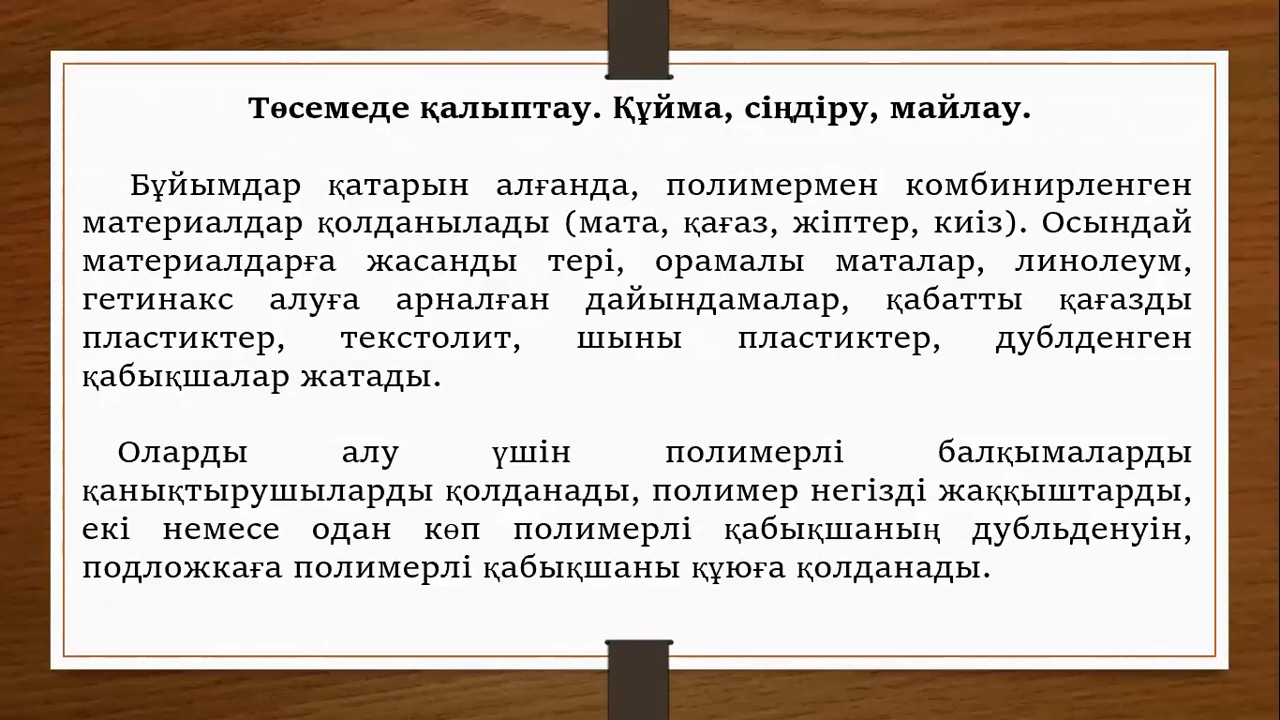 Төсемеде қалыптау. Құйма, сіңдіру, майлау.
Бұйымдар қатарын алғанда, полимермен комбинирленген
материалдар қолданылады (мата, қағаз, жіптер, киіз). Осындай
материалдарға жасанды тері, орамалы маталар, линолеум,
гетинакс алуға арналған дайындамалар, қабатты қағазды
пластиктер, текстолит, шыны пластиктер, дублденген
қабықшалар жатады.
Оларды алу үшін полимерлі балқымаларды
қанықтырушыларды қолданады, полимер негізді жаққыштарды,
екі немесе одан көп полимерлі қабықшаның дубльденуін,
подложкаға полимерлі қабықшаны құюға қолданады.